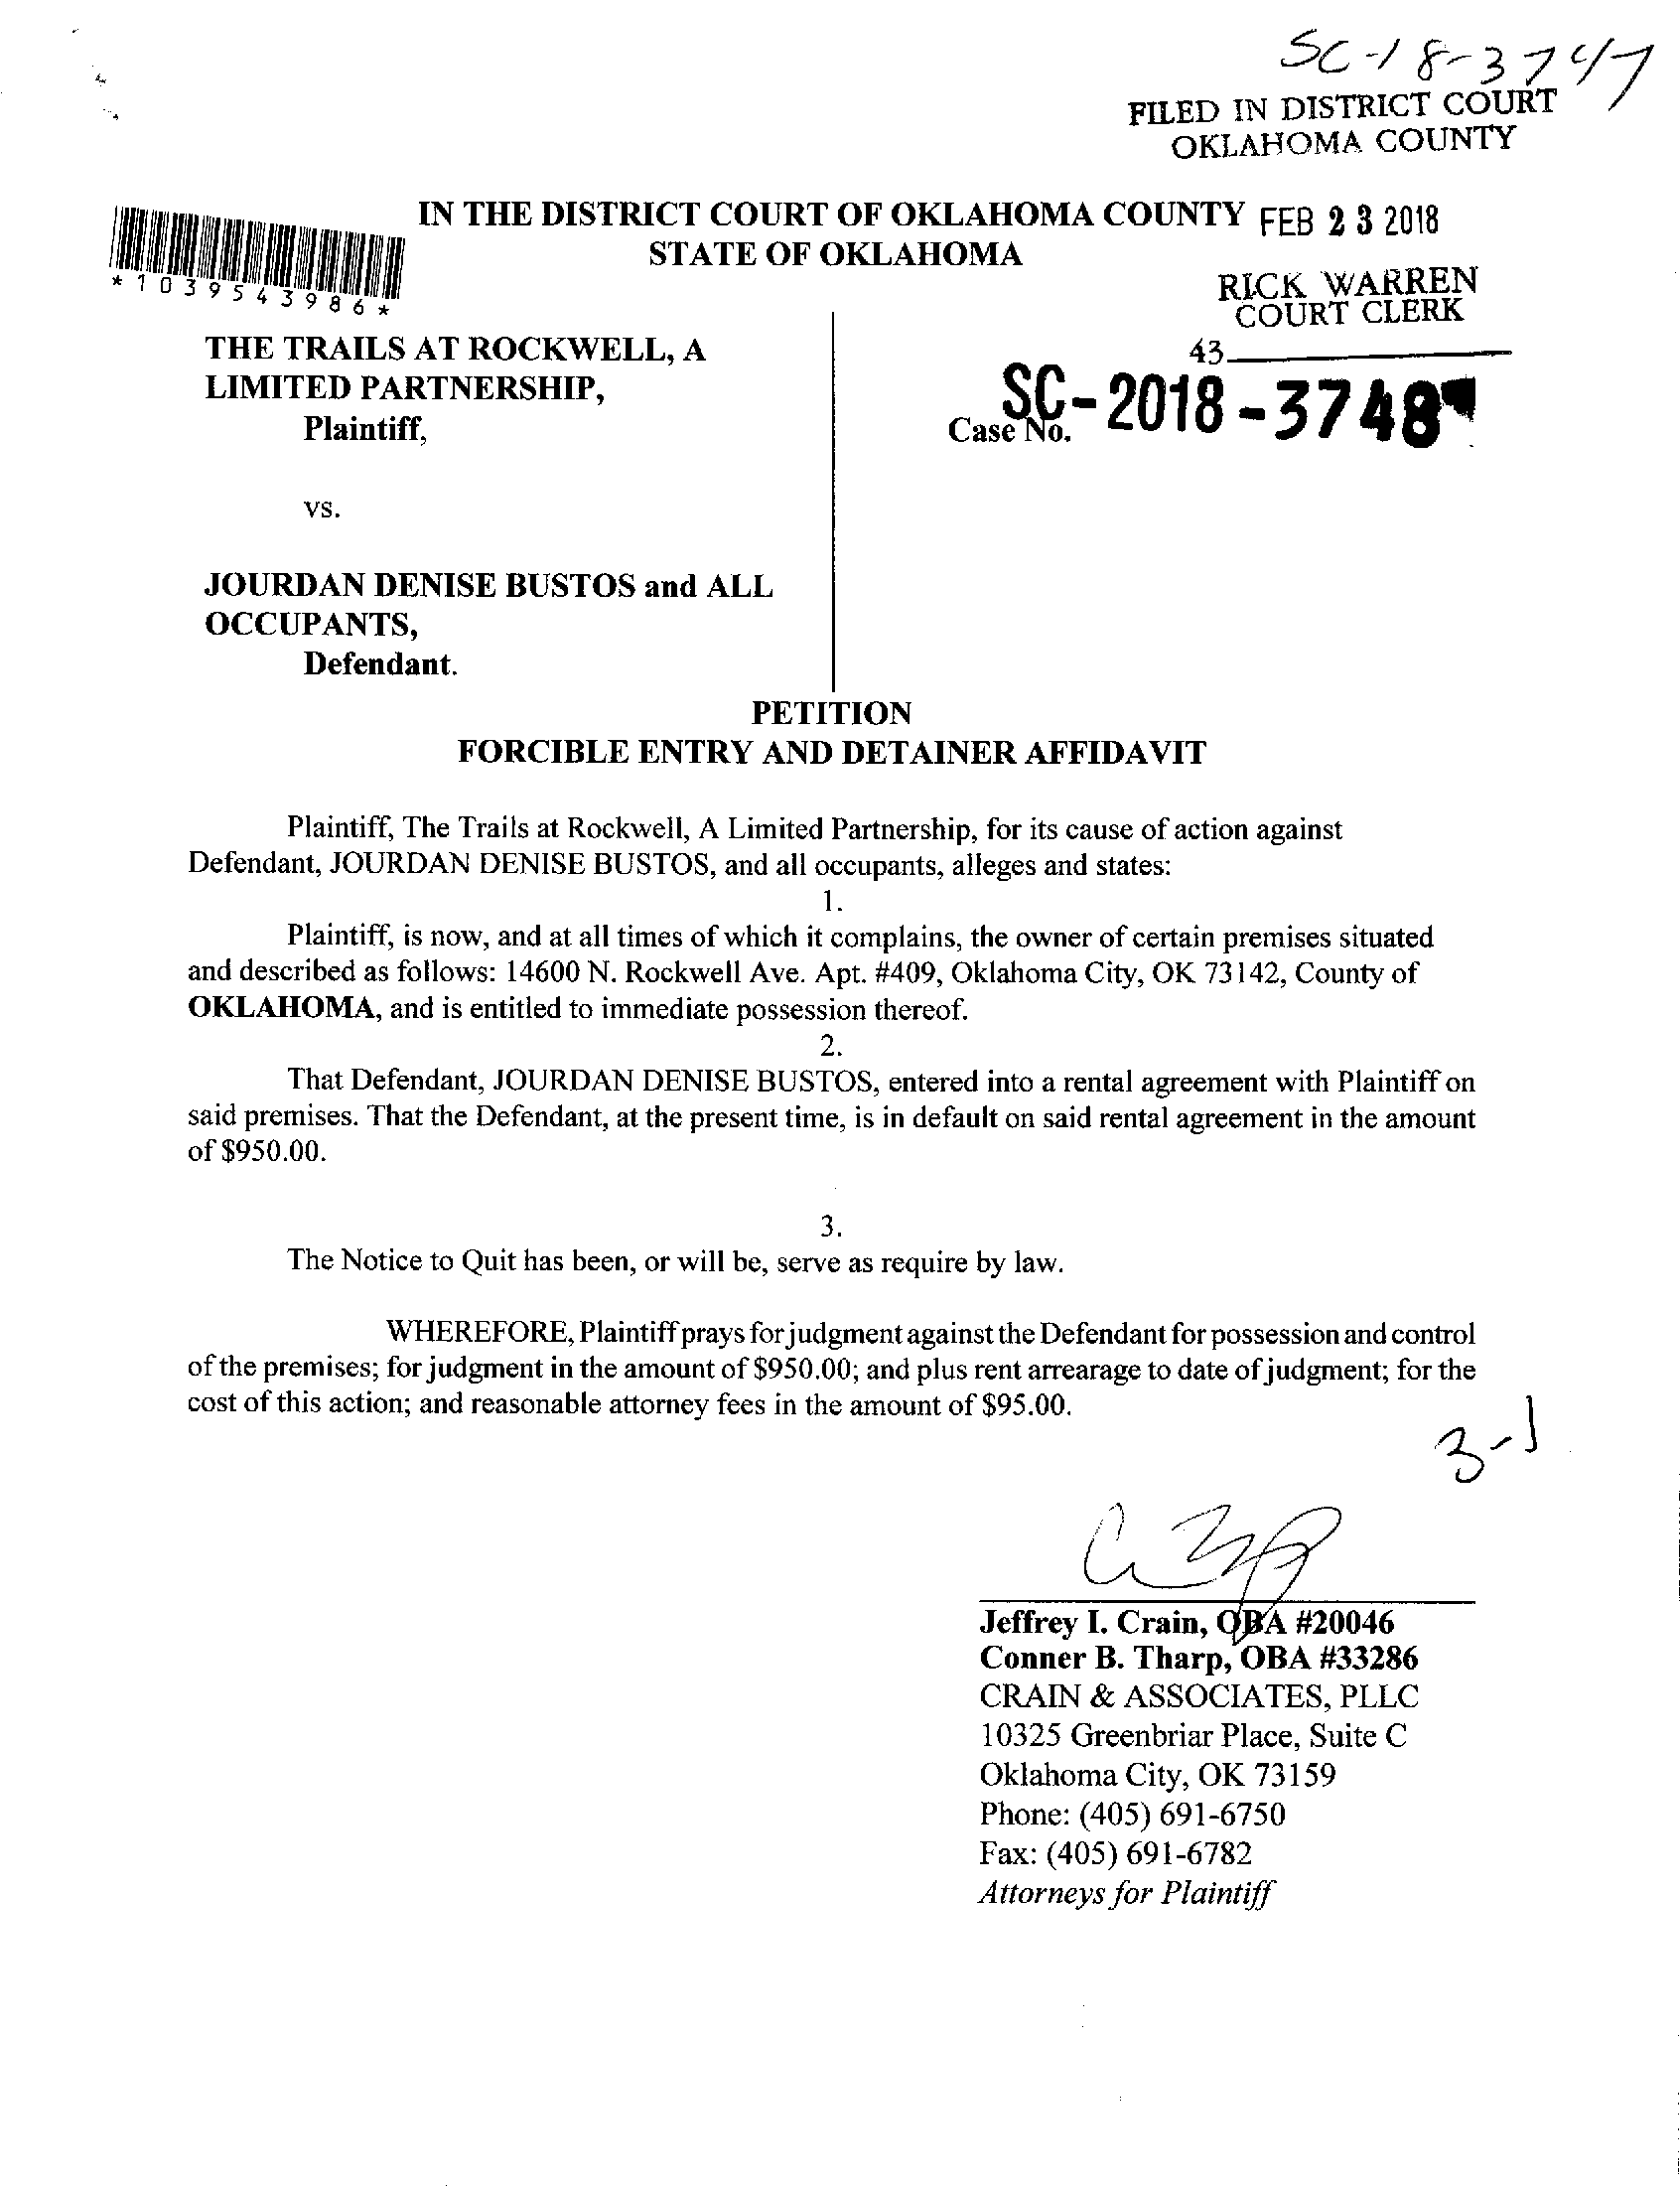 SC-18-3747
FILED IN DISTRICT COURT
OKLAHOMA COUNTY
IN THE DISTRICT COURT OF OKLAHOMA COUNTY FEB 23 2018
STATE OF OKLAHOMA
*1039543986*
RICK WARREN
COURT CLERK
43
THE TRAILS AT ROCKWELL, A
LIMITED PARTNERSHIP,
Plaintiff,
Case No. SC-2018-3748
vs.
JOURDAN DENISE BUSTOS and ALL
OCCUPANTS,
Defendant.
PETITION
FORCIBLE ENTRY AND DETAINER AFFIDAVIT
Plaintiff, The Trails at Rockwell, A Limited Partnership, for its cause of action against
Defendant, JOURDAN DENISE BUSTOS, and all occupants, alleges and states:
1.
Plaintiff, is now, and at all times of which it complains, the owner of certain premises situated
and described as follows: 14600 N. Rockwell Ave. Apt. #409, Oklahoma City, OK 73142, County of
OKLAHOMA, and is entitled to immediate possession thereof.
2.
That Defendant, JOURDAN DENISE BUSTOS, entered into a rental agreement with Plaintiff on
said premises. That the Defendant, at the present time, is in default on said rental agreement in the amount
of $950.00.
3.
The Notice to Quit has been, or will be, serve as require by law.
WHEREFORE, Plaintiff prays for judgment against the Defendant for possession and control
of the premises; for judgment in the amount of $950.00; and plus rent arrearage to date of judgment; for the
cost of this action; and reasonable attorney fees in the amount of $95.00.
3-1
Jeffrey I. Crain, OBA #20046
Conner B. Tharp, OBA #33286
CRAIN & ASSOCIATES, PLLC
10325 Greenbriar Place, Suite C
Oklahoma City, OK 73159
Phone: (405) 691-6750
Fax: (405) 691-6782
Attorneys for Plaintiff